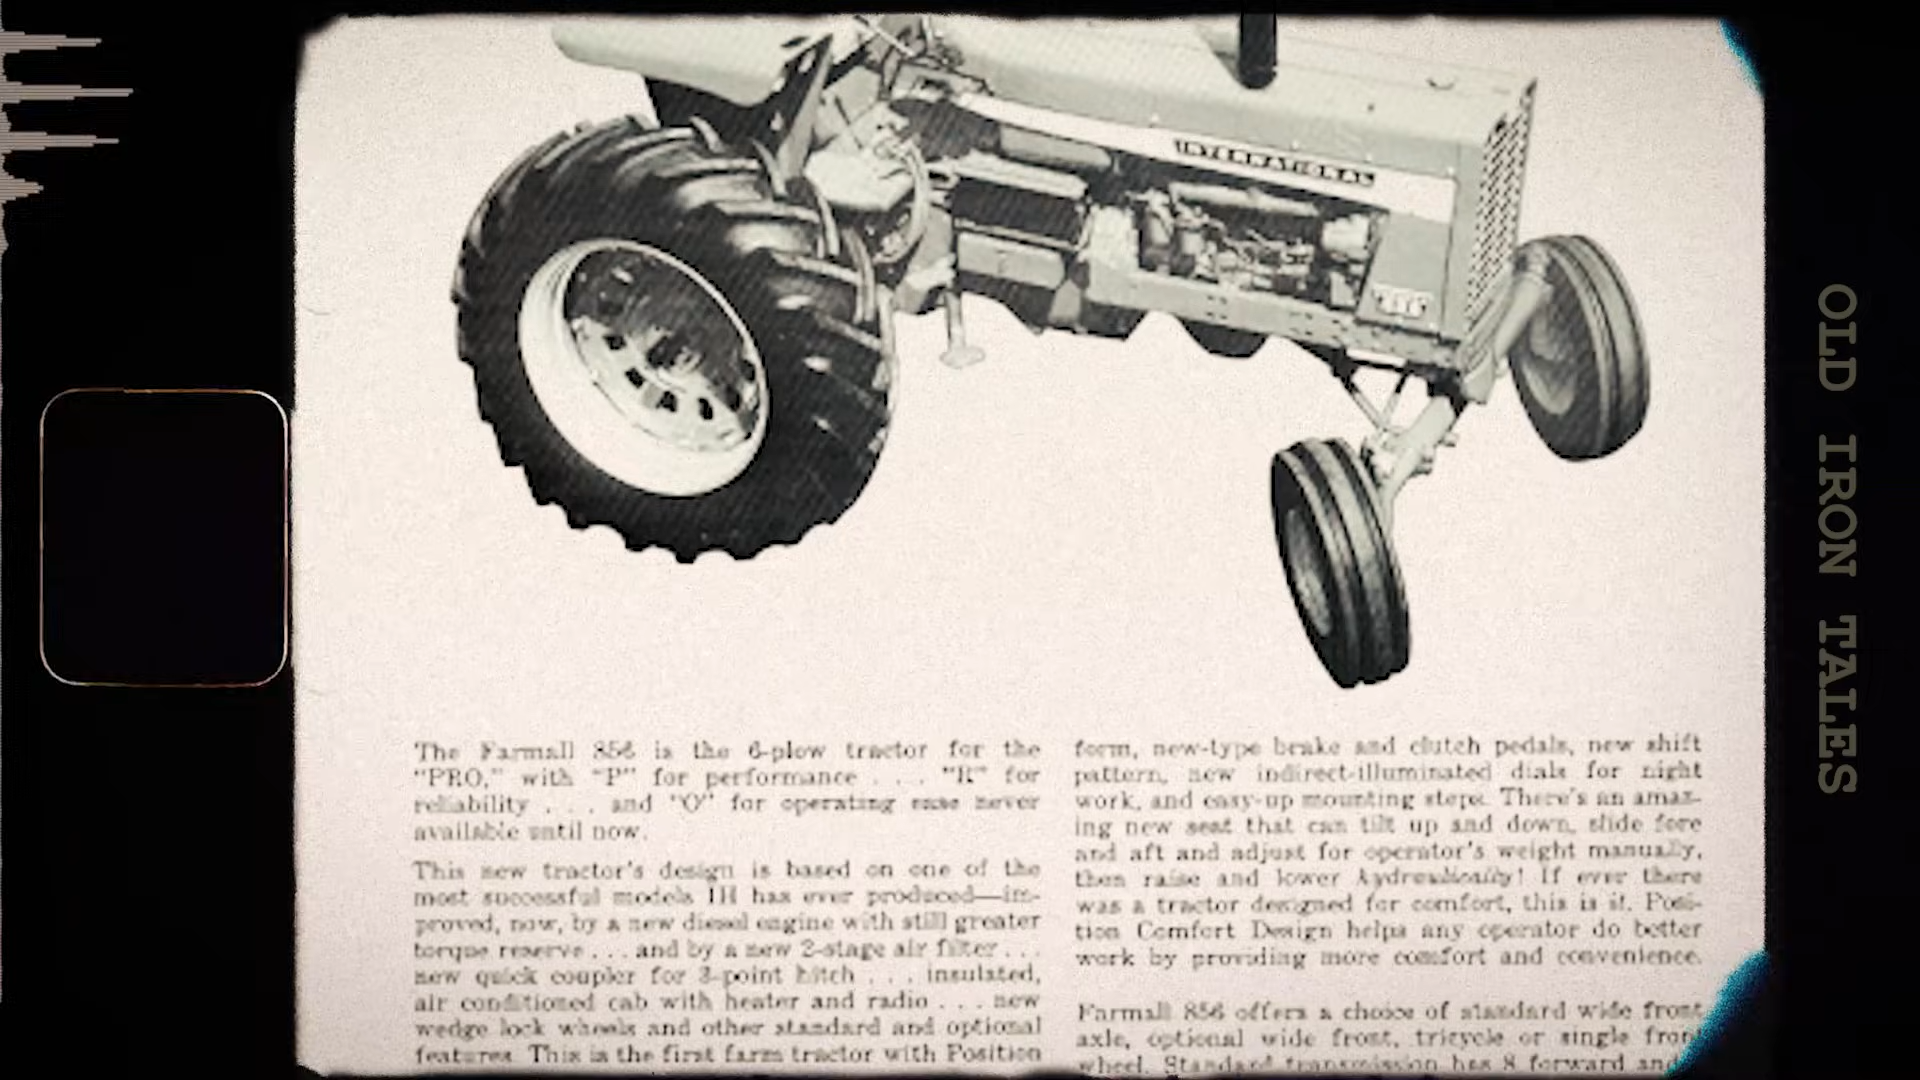 INTERNATIONAL
The Farmall 856 is the 6-plow tractor for the
"PRO," with "P" for performance . . . "R" for
reliability . . . and "O" for operating ease never
available until now.
This new tractor's design is based on one of the
most successful models IH has ever produced—im-
proved, now, by a new diesel engine with still greater
torque reserve . . . and by a new 2-stage air filter . . .
new quick coupler for 3-point hitch . . . insulated,
air conditioned cab with heater and radio . . . new
wedge lock wheels and other standard and optional
features. This is the first farm tractor with Position
form, new-type brake and clutch pedals, new shift
pattern, new indirect-illuminated dials for night
work, and easy-up mounting steps. There's an amaz-
ing new seat that can tilt up and down, slide fore
and aft and adjust for operator's weight manually,
then raise and lower hydraulically! If ever there
was a tractor designed for comfort, this is it. Posi-
tion Comfort Design helps any operator do better
work by providing more comfort and convenience.
Farmall 856 offers a choice of standard wide front
axle, optional wide front, tricycle or single front
wheel. Standard transmission has 8 forward and
OLD IRON TALES